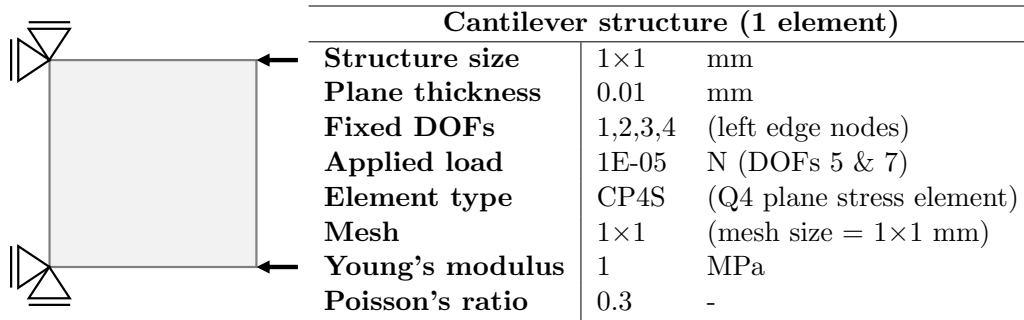 Cantilever structure (1 element)
Structure size 1×1 mm
Plane thickness 0.01 mm
Fixed DOFs 1,2,3,4 (left edge nodes)
Applied load 1E-05 N (DOFs 5 & 7)
Element type CP4S (Q4 plane stress element)
Mesh 1×1 (mesh size = 1×1 mm)
Young's modulus 1 MPa
Poisson's ratio 0.3 -